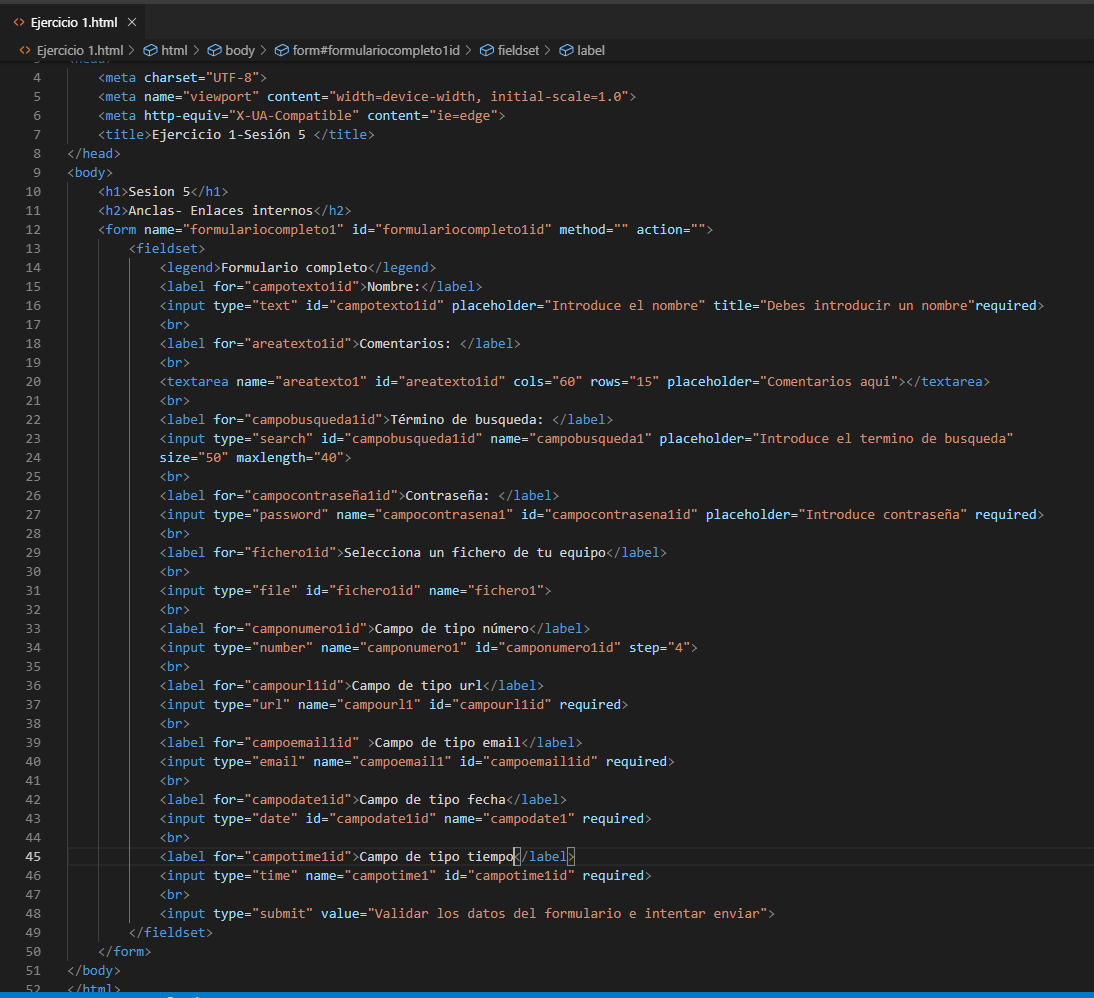 Ejercicio 1.html ×
Ejercicio 1.html > html > body > form#formulariocompleto1id > fieldset > label
3 <head>
4 <meta charset="UTF-8">
5 <meta name="viewport" content="width=device-width, initial-scale=1.0">
6 <meta http-equiv="X-UA-Compatible" content="ie=edge">
7 <title>Ejercicio 1-Sesión 5 </title>
8 </head>
9 <body>
10 <h1>Sesion 5</h1>
11 <h2>Anclas- Enlaces internos</h2>
12 <form name="formulariocompleto1" id="formulariocompleto1id" method="" action="">
13 <fieldset>
14 <legend>Formulario completo</legend>
15 <label for="campotexto1id">Nombre:</label>
16 <input type="text" id="campotexto1id" placeholder="Introduce el nombre" title="Debes introducir un nombre"required>
17 <br>
18 <label for="areatexto1id">Comentarios: </label>
19 <br>
20 <textarea name="areatexto1" id="areatexto1id" cols="60" rows="15" placeholder="Comentarios aqui"></textarea>
21 <br>
22 <label for="campobusqueda1id">Término de busqueda: </label>
23 <input type="search" id="campobusqueda1id" name="campobusqueda1" placeholder="Introduce el termino de busqueda"
24 size="50" maxlength="40">
25 <br>
26 <label for="campocontraseña1id">Contraseña: </label>
27 <input type="password" name="campocontrasena1" id="campocontrasena1id" placeholder="Introduce contraseña" required>
28 <br>
29 <label for="fichero1id">Selecciona un fichero de tu equipo</label>
30 <br>
31 <input type="file" id="fichero1id" name="fichero1">
32 <br>
33 <label for="camponumero1id">Campo de tipo número</label>
34 <input type="number" name="camponumero1" id="camponumero1id" step="4">
35 <br>
36 <label for="campourl1id">Campo de tipo url</label>
37 <input type="url" name="campourl1" id="campourl1id" required>
38 <br>
39 <label for="campoemail1id" >Campo de tipo email</label>
40 <input type="email" name="campoemail1" id="campoemail1id" required>
41 <br>
42 <label for="campodate1id">Campo de tipo fecha</label>
43 <input type="date" id="campodate1id" name="campodate1" required>
44 <br>
45 <label for="campotime1id">Campo de tipo tiempo</label>
46 <input type="time" name="campotime1" id="campotime1id" required>
47 <br>
48 <input type="submit" value="Validar los datos del formulario e intentar enviar">
49 </fieldset>
50 </form>
51 </body>
52 </html>